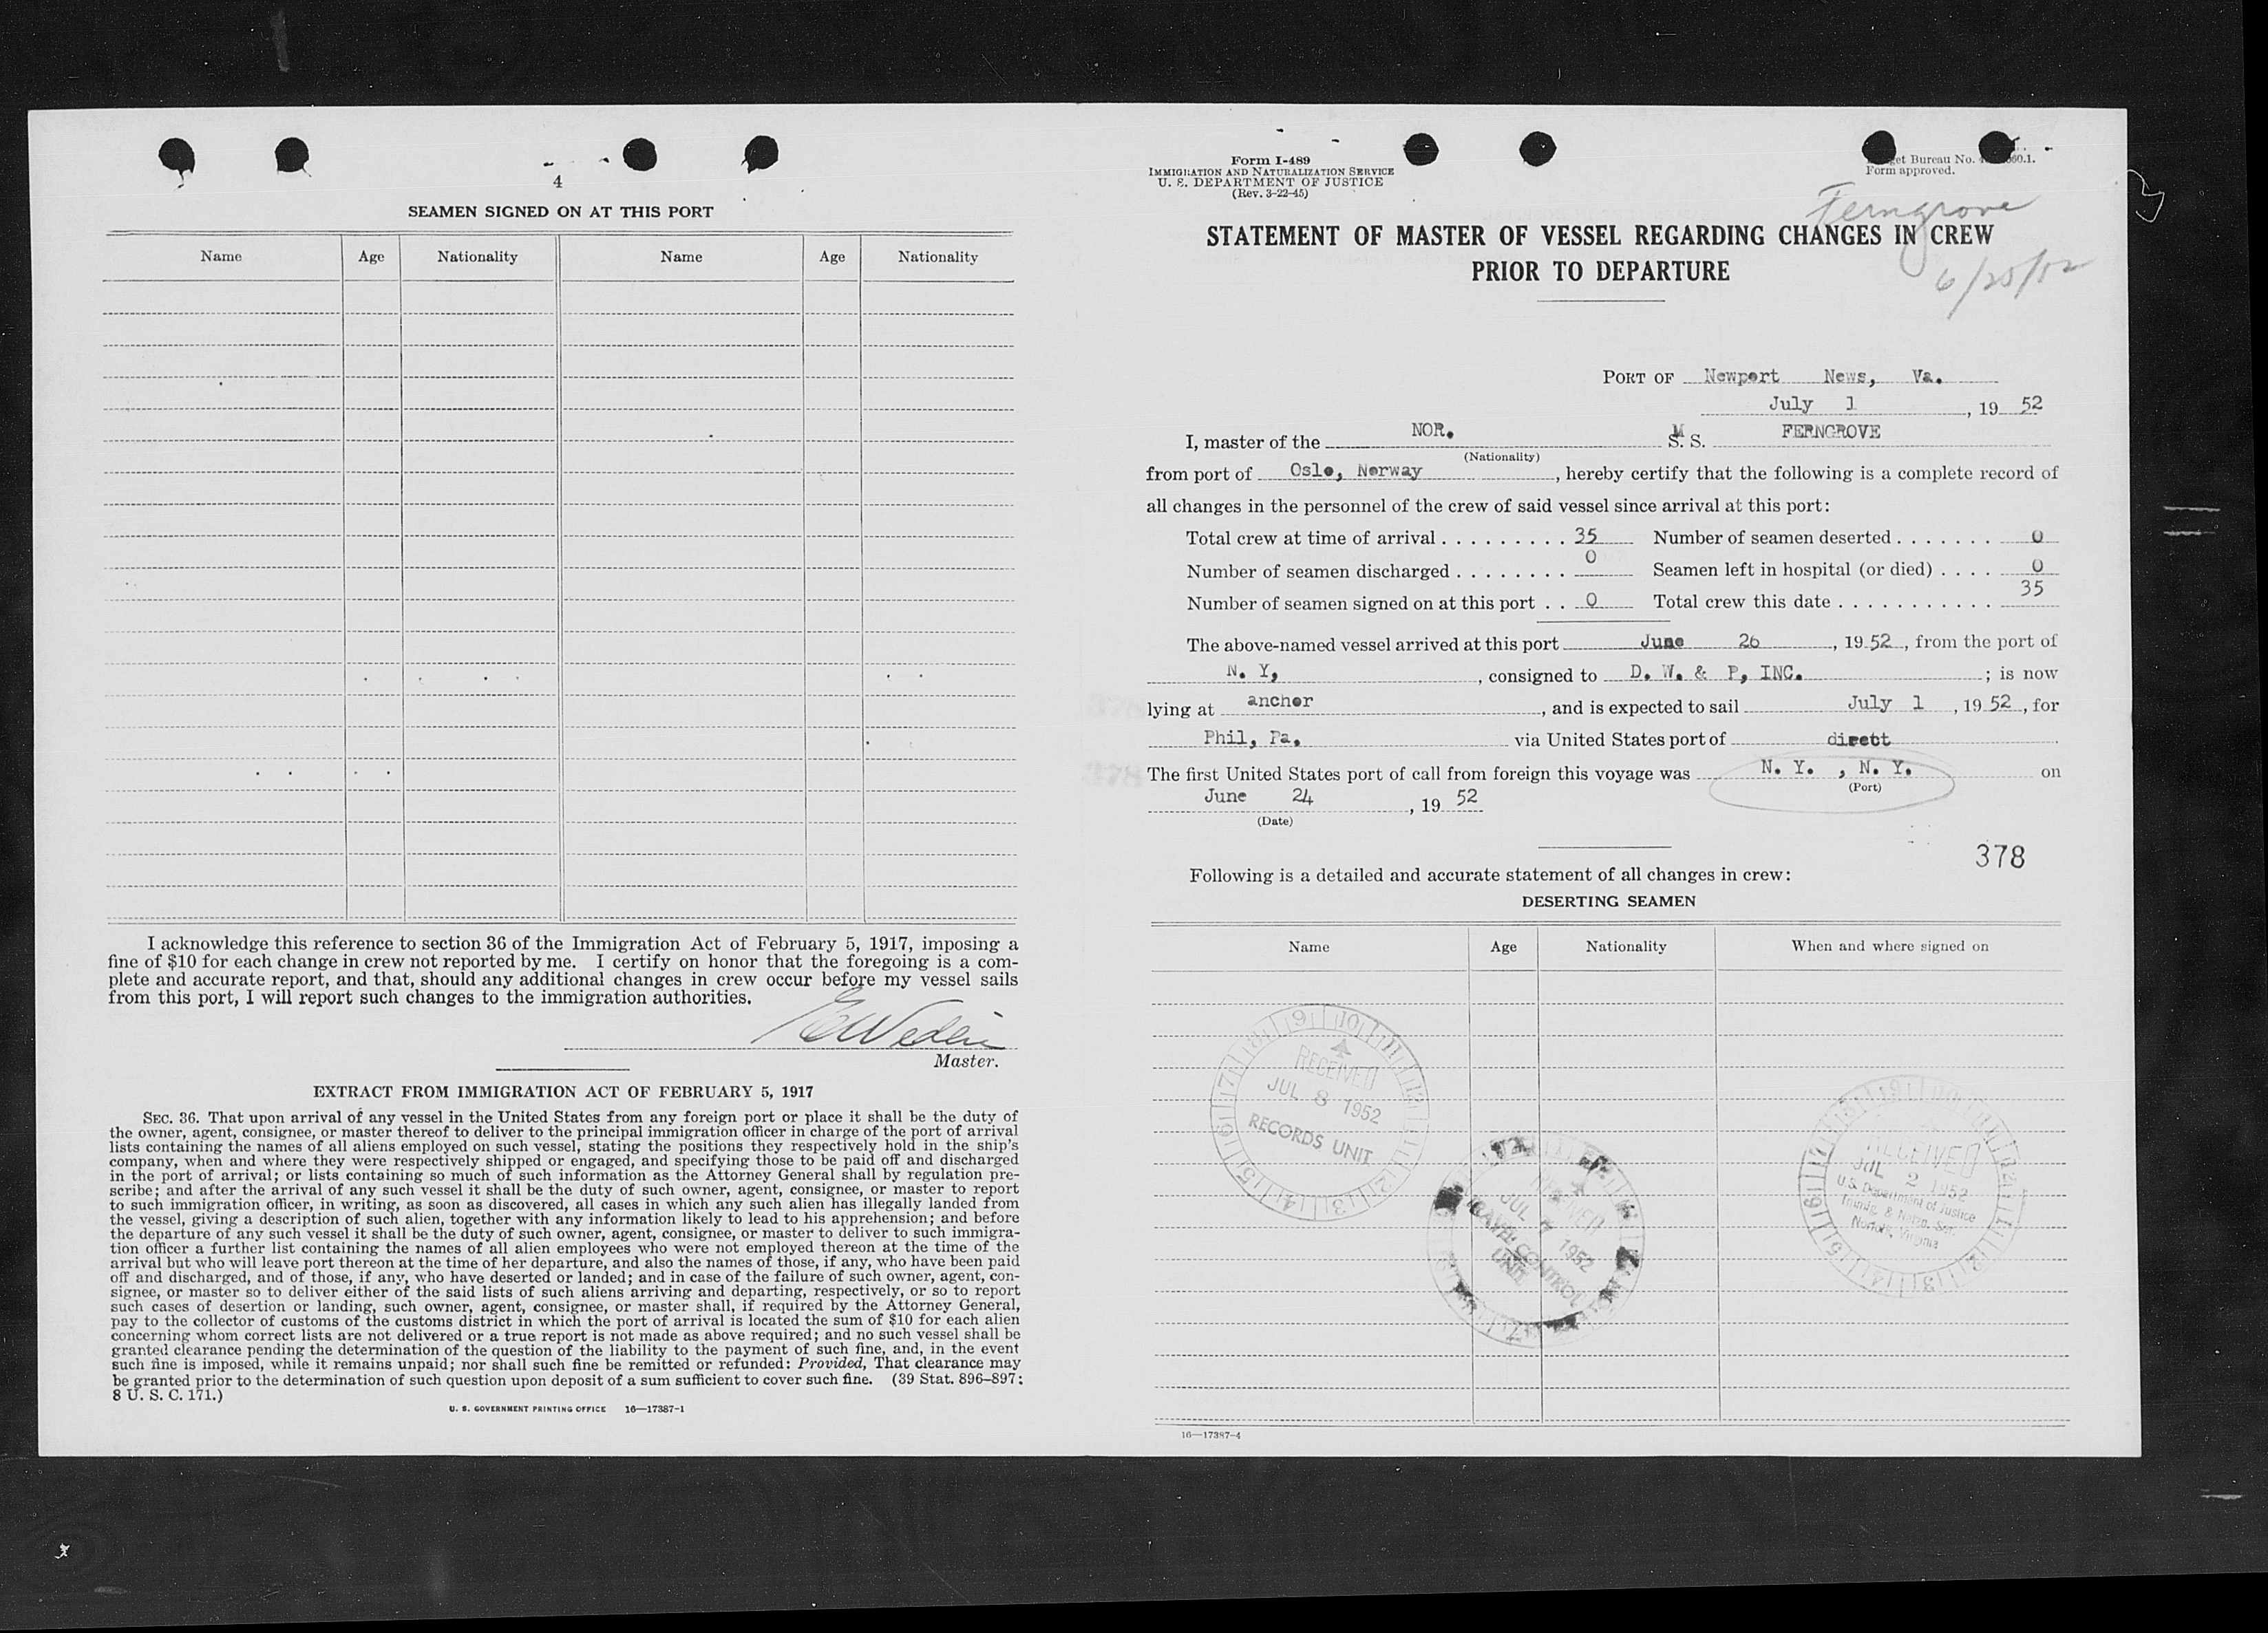 4
SEAMEN SIGNED ON AT THIS PORT
Name Age Nationality Name Age Nationality
I acknowledge this reference to section 36 of the Immigration Act of February 5, 1917, imposing a
fine of $10 for each change in crew not reported by me. I certify on honor that the foregoing is a com-
plete and accurate report, and that, should any additional changes in crew occur before my vessel sails
from this port, I will report such changes to the immigration authorities.
Master.
EXTRACT FROM IMMIGRATION ACT OF FEBRUARY 5, 1917
SEC. 36. That upon arrival of any vessel in the United States from any foreign port or place it shall be the duty of
the owner, agent, consignee, or master thereof to deliver to the principal immigration officer in charge of the port of arrival
lists containing the names of all aliens employed on such vessel, stating the positions they respectively hold in the ship's
company, when and where they were respectively shipped or engaged, and specifying those to be paid off and discharged
in the port of arrival; or lists containing so much of such information as the Attorney General shall by regulation pre-
scribe; and after the arrival of any such vessel it shall be the duty of such owner, agent, consignee, or master to report
to such immigration officer, in writing, as soon as discovered, all cases in which any such alien has illegally landed from
the vessel, giving a description of such alien, together with any information likely to lead to his apprehension; and before
the departure of any such vessel it shall be the duty of such owner, agent, consignee, or master to deliver to such immigra-
tion officer a further list containing the names of all alien employees who were not employed thereon at the time of the
arrival but who will leave port thereon at the time of her departure, and also the names of those, if any, who have been paid
off and discharged, and of those, if any, who have deserted or landed; and in case of the failure of such owner, agent, con-
signee, or master so to deliver either of the said lists of such aliens arriving and departing, respectively, or so to report
such cases of desertion or landing, such owner, agent, consignee, or master shall, if required by the Attorney General,
pay to the collector of customs of the customs district in which the port of arrival is located the sum of $10 for each alien
concerning whom correct lists are not delivered or a true report is not made as above required; and no such vessel shall be
granted clearance pending the determination of the question of the liability to the payment of such fine, and, in the event
such fine is imposed, while it remains unpaid; nor shall such fine be remitted or refunded: Provided, That clearance may
be granted prior to the determination of such question upon deposit of a sum sufficient to cover such fine. (39 Stat. 896–897;
8 U. S. C. 171.)
U. S. GOVERNMENT PRINTING OFFICE 16—17387-1
Form I-489
IMMIGRATION AND NATURALIZATION SERVICE
U. S. DEPARTMENT OF JUSTICE
(Rev. 3-22-45)
Bureau No.
Form approved.
Ferngrove
6/25/52
STATEMENT OF MASTER OF VESSEL REGARDING CHANGES IN CREW
PRIOR TO DEPARTURE
PORT OF Newport News, Va.
July 1, 19 52
I, master of the NOR. M S. S. FERNGROVE
(Nationality)
from port of Oslo, Norway, hereby certify that the following is a complete record of
all changes in the personnel of the crew of said vessel since arrival at this port:
Total crew at time of arrival . . . . . . . . . 35 Number of seamen deserted . . . . . . . 0
Number of seamen discharged . . . . . . . . 0 Seamen left in hospital (or died) . . . . 0
Number of seamen signed on at this port . . 0 Total crew this date . . . . . . . . . . . 35
The above-named vessel arrived at this port June 26, 19 52, from the port of
N. Y, , consigned to D. W. & P, INC. ; is now
lying at anchor, and is expected to sail July 1, 19 52, for
Phil, Pa. via United States port of direct
The first United States port of call from foreign this voyage was N. Y. , N. Y. on
(Port)
June 24, 19 52
(Date)
378
Following is a detailed and accurate statement of all changes in crew:
DESERTING SEAMEN
Name Age Nationality When and where signed on
RECEIVED
JUL 8 1952
RECORDS UNIT
RECEIVED
JUL 7 1952
TRAVEL CONTROL
UNIT
RECEIVED
JUL 2 1952
U.S. Department of Justice
Immig. & Natzn. Ser.
Norfolk, Virginia
16—17387-4